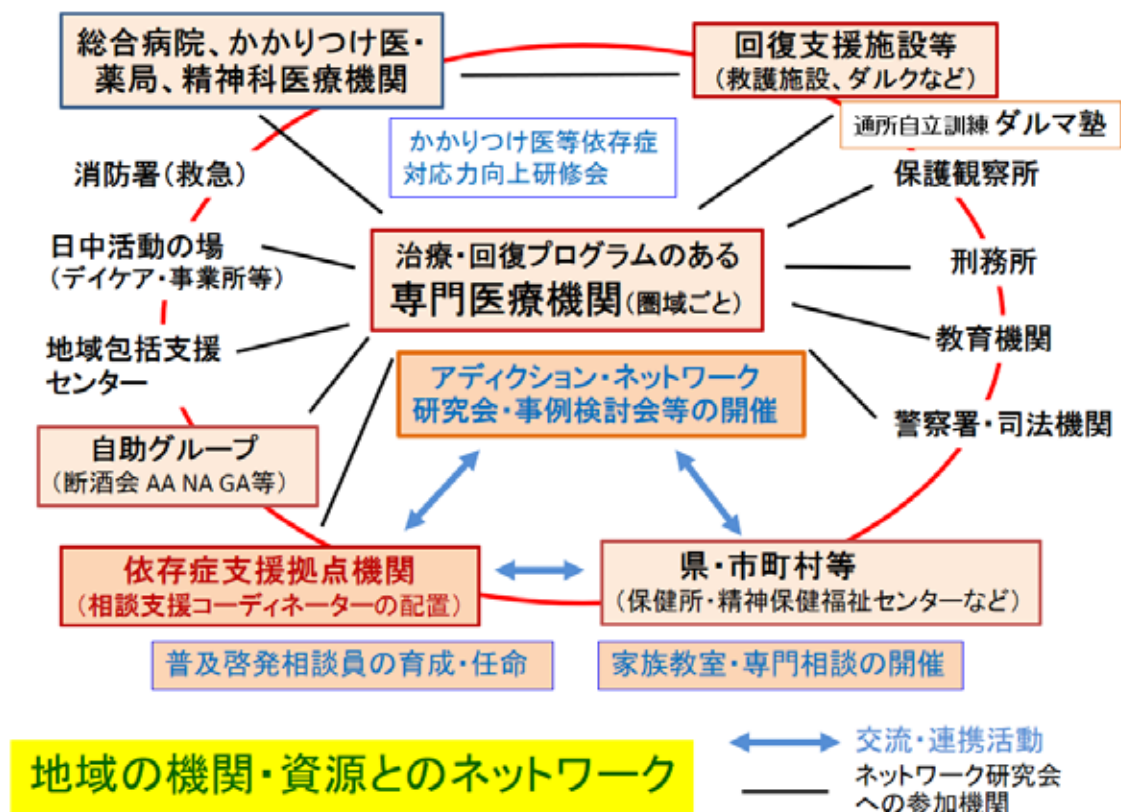 総合病院、かかりつけ医・
薬局、精神科医療機関
回復支援施設等
(救護施設、ダルクなど)
通所自立訓練 ダルマ塾
かかりつけ医等依存症
対応力向上研修会
消防署(救急)
保護観察所
日中活動の場
(デイケア・事業所等)
治療・回復プログラムのある
専門医療機関(圏域ごと)
刑務所
地域包括支援
センター
教育機関
アディクション・ネットワーク
研究会・事例検討会等の開催
警察署・司法機関
自助グループ
(断酒会 AA NA GA等)
依存症支援拠点機関
(相談支援コーディネーターの配置)
県・市町村等
(保健所・精神保健福祉センターなど)
普及啓発相談員の育成・任命
家族教室・専門相談の開催
地域の機関・資源とのネットワーク
交流・連携活動
ネットワーク研究会
への参加機関